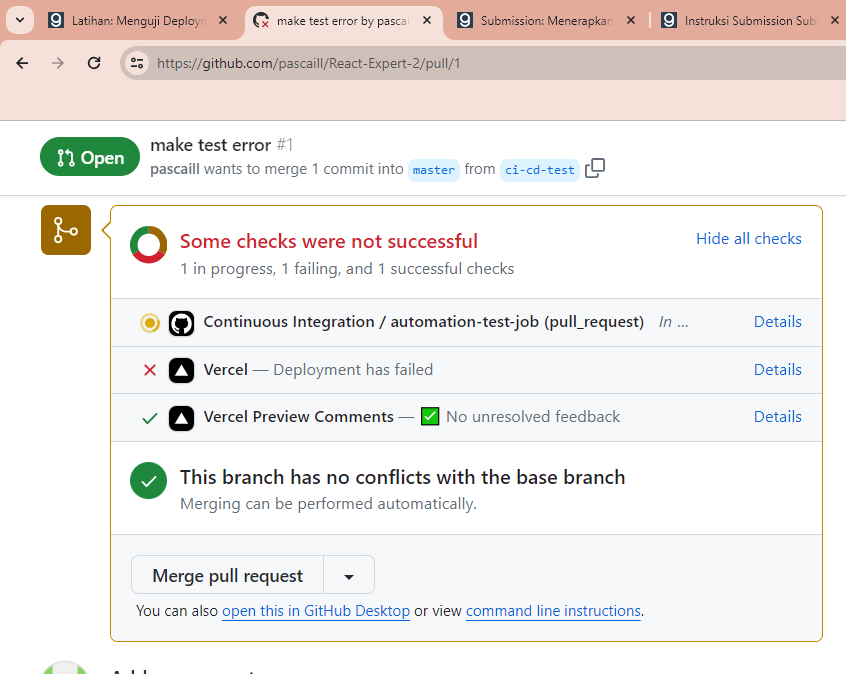 Latihan: Menguji Deploym
make test error by pascai
Submission: Menerapkan
Instruksi Submission Sub
https://github.com/pascaill/React-Expert-2/pull/1
Open
make test error #1
pascaill wants to merge 1 commit into master from ci-cd-test
Some checks were not successful
Hide all checks
1 in progress, 1 failing, and 1 successful checks
Continuous Integration / automation-test-job (pull_request) In ...
Details
Vercel — Deployment has failed
Details
Vercel Preview Comments — ✅ No unresolved feedback
Details
This branch has no conflicts with the base branch
Merging can be performed automatically.
Merge pull request
You can also open this in GitHub Desktop or view command line instructions.